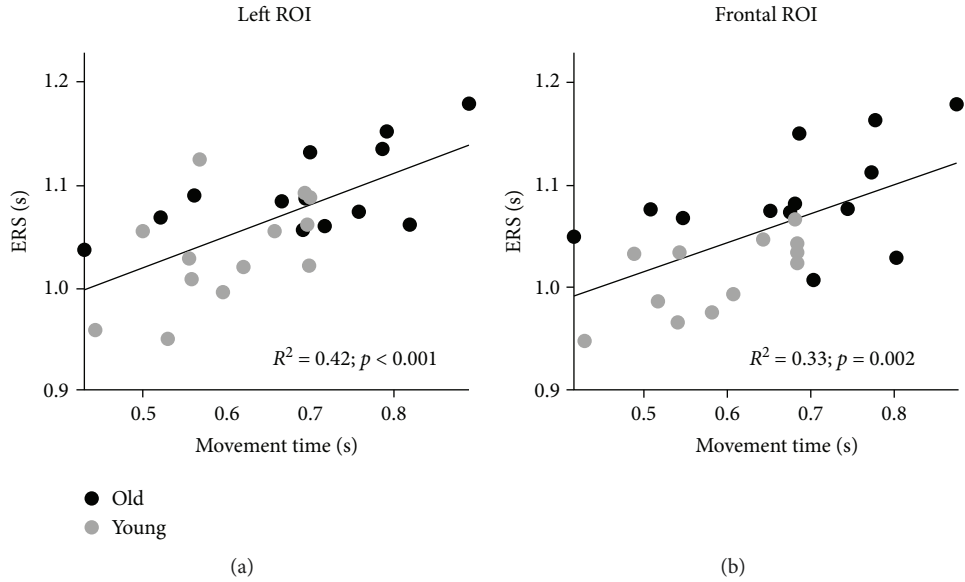 Left ROI
ERS (s)
1.2
1.1
1.0
0.9
R² = 0.42; p < 0.001
0.5 0.6 0.7 0.8
Movement time (s)
Old
Young
(a)
Frontal ROI
ERS (s)
1.2
1.1
1.0
0.9
R² = 0.33; p = 0.002
0.5 0.6 0.7 0.8
Movement time (s)
(b)